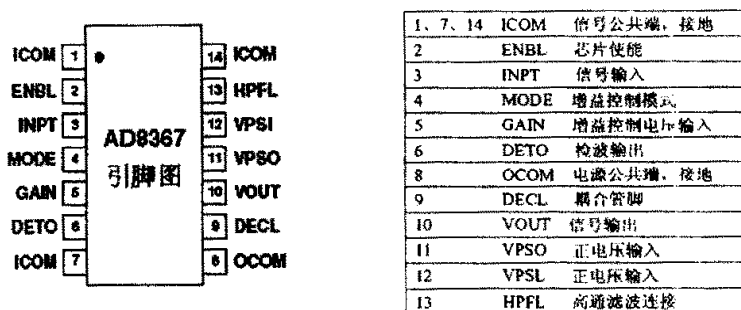 ICOM 1 14 ICOM
ENBL 2 13 HPFL
INPT 3 12 VPSI
MODE 4 11 VPSO
GAIN 5 10 VOUT
DETO 6 9 DECL
ICOM 7 8 OCOM
AD8367
引脚图
1、7、14 ICOM 信号公共端，接地
2 ENBL 芯片使能
3 INPT 信号输入
4 MODE 增益控制模式
5 GAIN 增益控制电压输入
6 DETO 检波输出
8 OCOM 电源公共端，接地
9 DECL 耦合管脚
10 VOUT 信号输出
11 VPSO 正电压输入
12 VPSL 正电压输入
13 HPFL 高通滤波连接